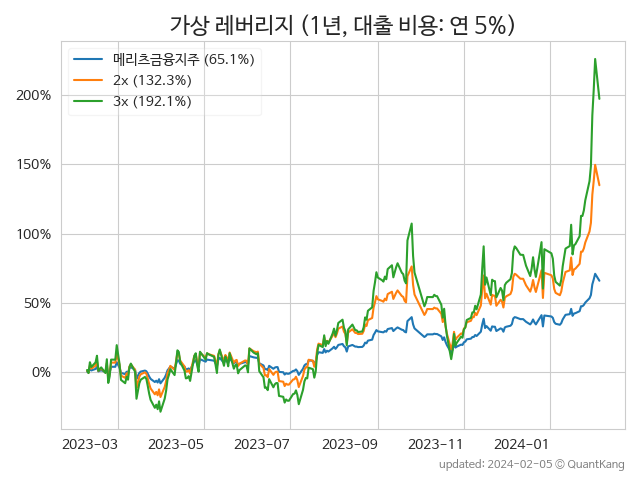 가상 레버리지 (1년, 대출 비용: 연 5%)
메리츠금융지주 (65.1%)
2x (132.3%)
3x (192.1%)
200%
150%
100%
50%
0%
2023-03 2023-05 2023-07 2023-09 2023-11 2024-01
updated: 2024-02-05 © QuantKang